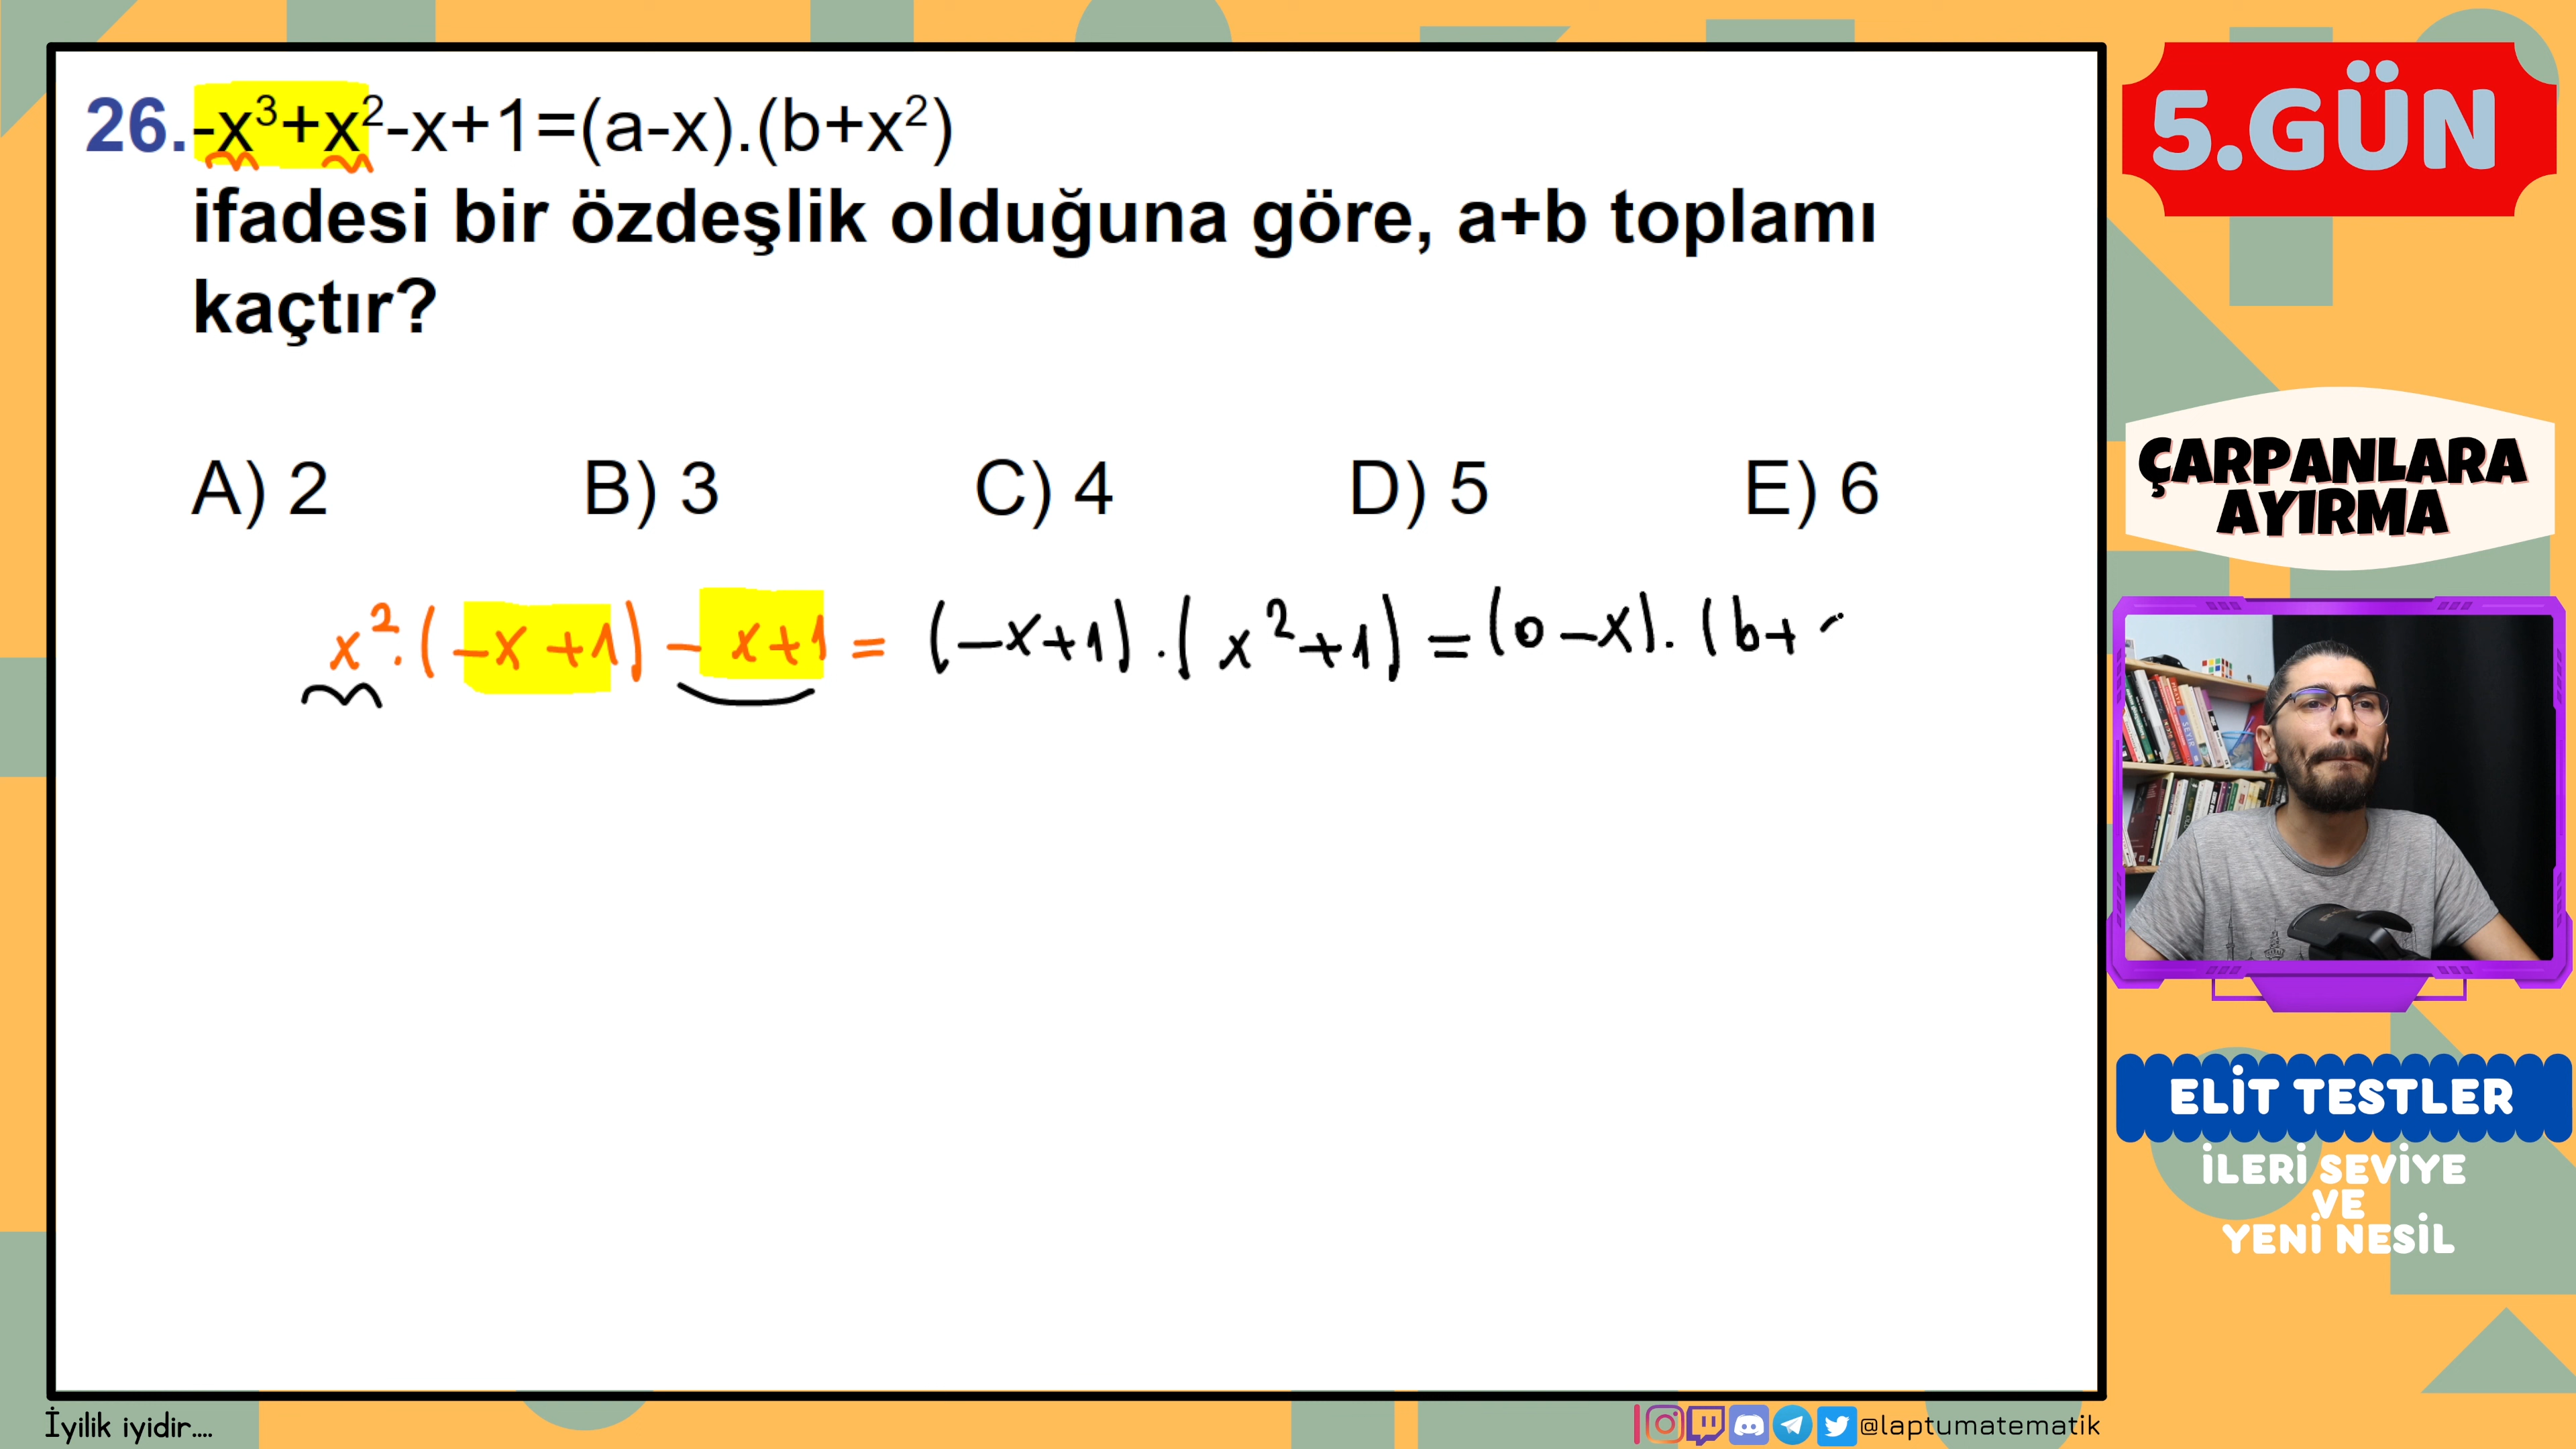 26. -x³+x²-x+1=(a-x).(b+x²)
ifadesi bir özdeşlik olduğuna göre, a+b toplamı
kaçtır?
A) 2 B) 3 C) 4 D) 5 E) 6
x².(-x+1) - x+1 = (-x+1).(x²+1) = (a-x).(b+
5.GÜN
ÇARPANLARA
AYIRMA
ELİT TESTLER
İLERİ SEVİYE
VE
YENİ NESİL
İyilik iyidir....
@laptumatematik